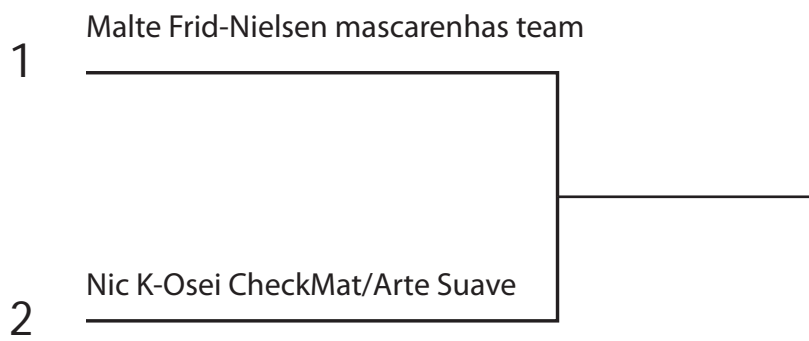 Malte Frid-Nielsen mascarenhas team
1
Nic K-Osei CheckMat/Arte Suave
2